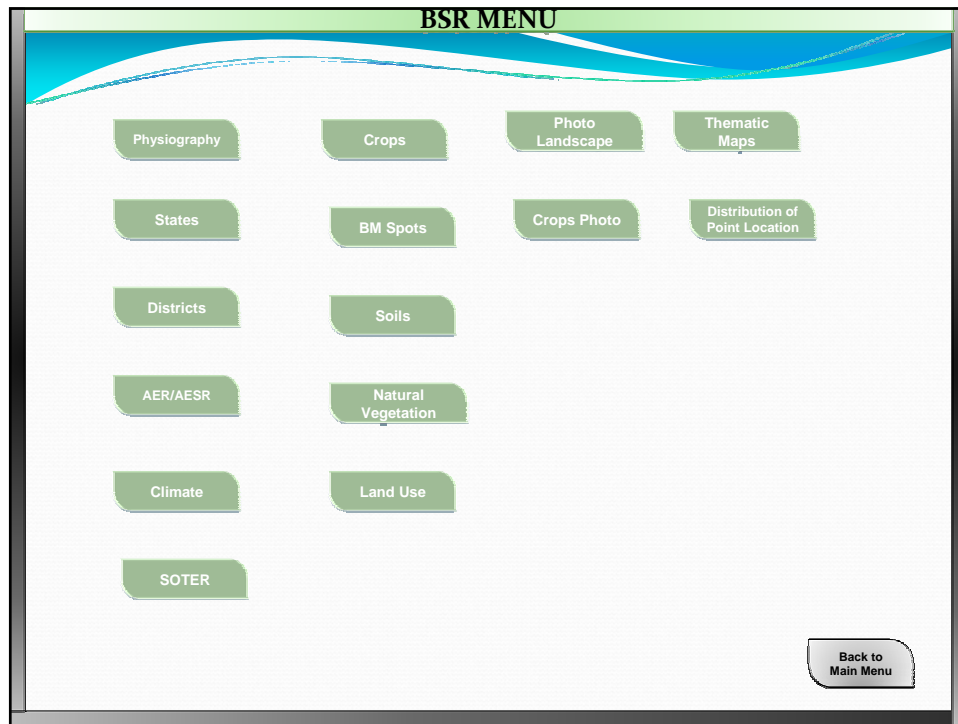 BSR MENU
Physiography
Crops
Photo
Landscape
Thematic
Maps
States
BM Spots
Crops Photo
Distribution of
Point Location
Districts
Soils
AER/AESR
Natural
Vegetation
Climate
Land Use
SOTER
Back to
Main Menu